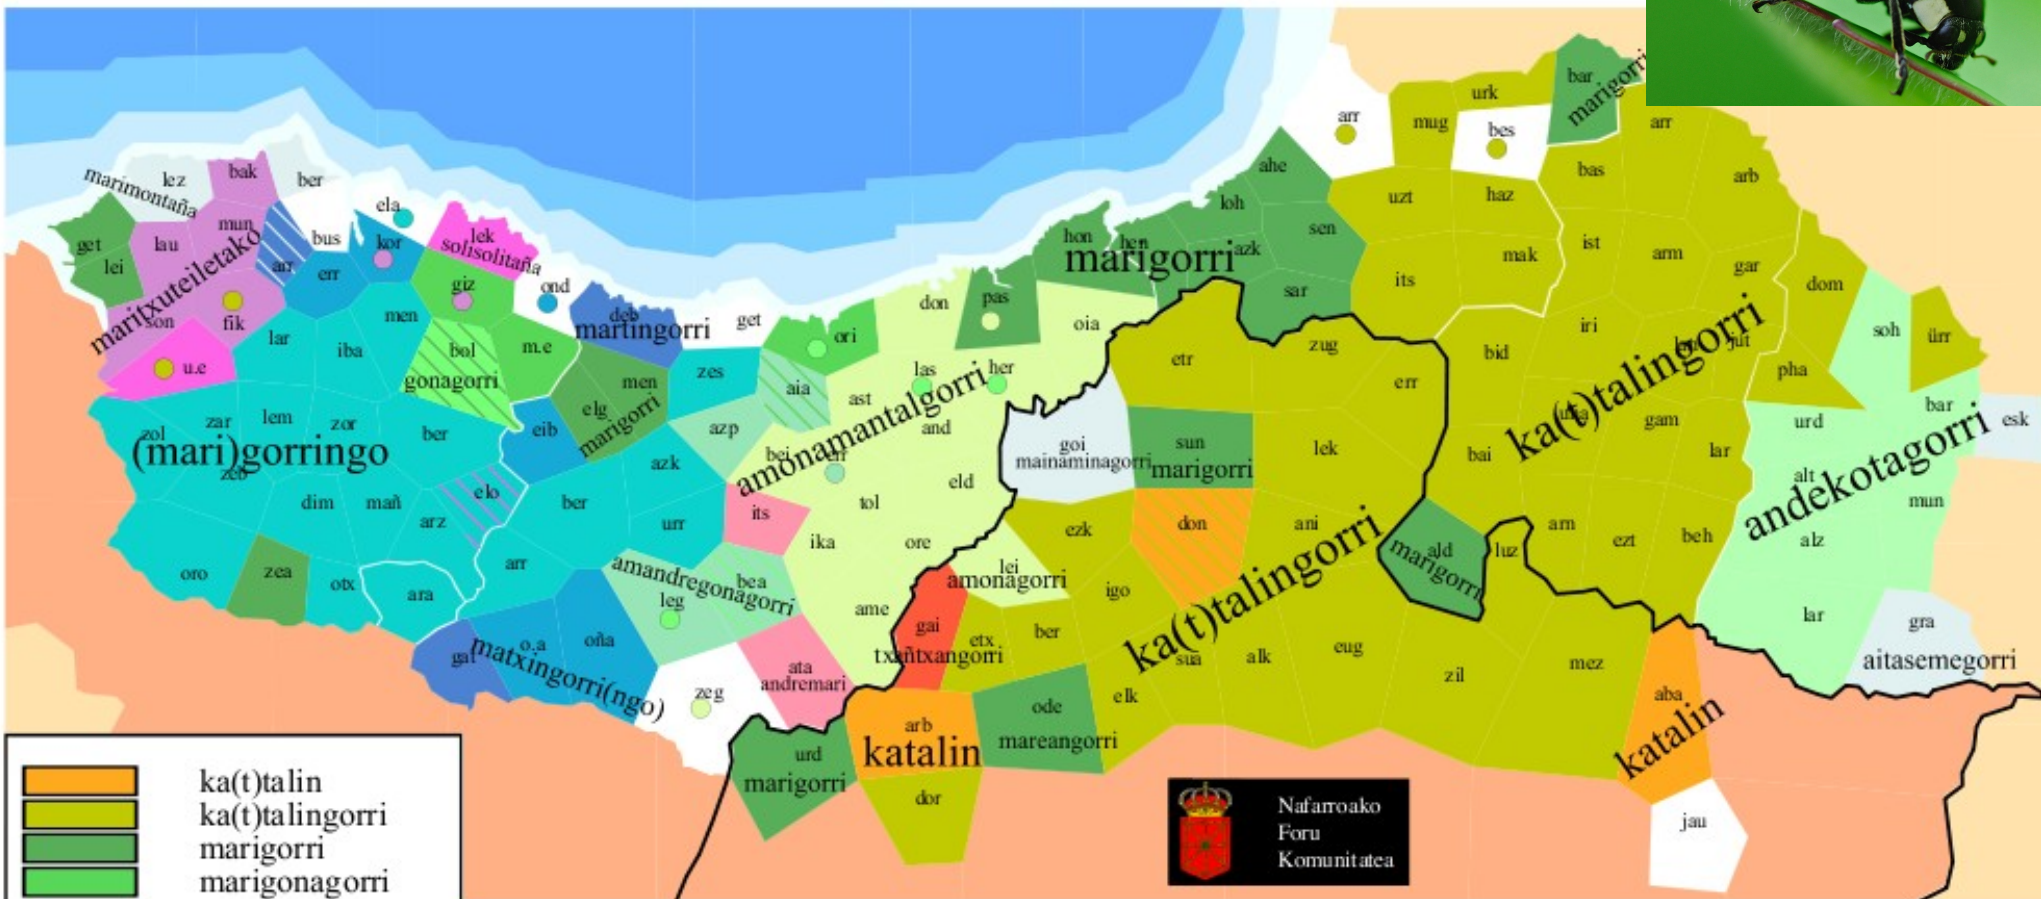 bar
marigorri
urk
arr
mug
bes
arr
bas
arb
ahe
uzt
haz
loh
sen
azk
hon
hen
marigorri
ist
arm
gar
mak
its
sar
dom
marimontaña
lez
bak
ber
ela
get
lei
lau
mun
maritxuteiletako
arr
bus
kor
lek
solisolitaña
err
giz
ond
son
fik
u.e
men
lar
iba
bol
gonagorri
m.e
deb
martingorri
get
zes
men
elg
marigorri
ori
aia
don
pas
oia
las
her
ast
amonamantalgorri
and
etr
zug
err
bid
iri
jut
ka(t)talingorri
pha
soh
ürr
zol
zar
lem
zor
ber
(mari)gorringo
zeb
eib
azp
bei
err
azk
goi
mainaminagorri
sun
marigorri
lek
bai
gam
lar
urd
bar
esk
andekotagorri
alt
mun
alz
dim
mañ
elo
arz
ber
urr
its
tol
eld
ika
ore
ezk
don
ani
ald
marigorri
luz
arn
ezt
beh
oro
zea
otx
ara
arr
amandregonagorri
bea
leg
lei
amonagorri
igo
ka(t)talingorri
lar
gra
aitasemegorri
ame
gai
txañtxangorri
etx
ber
sua
alk
eug
zil
mez
gat
o.a
matxingorri(ngo)
oña
zeg
ata
andremari
ode
mareangorri
elk
aba
katalin
urd
marigorri
arb
katalin
dor
jau
ka(t)talin
ka(t)talingorri
marigorri
marigonagorri
Nafarroako
Foru
Komunitatea